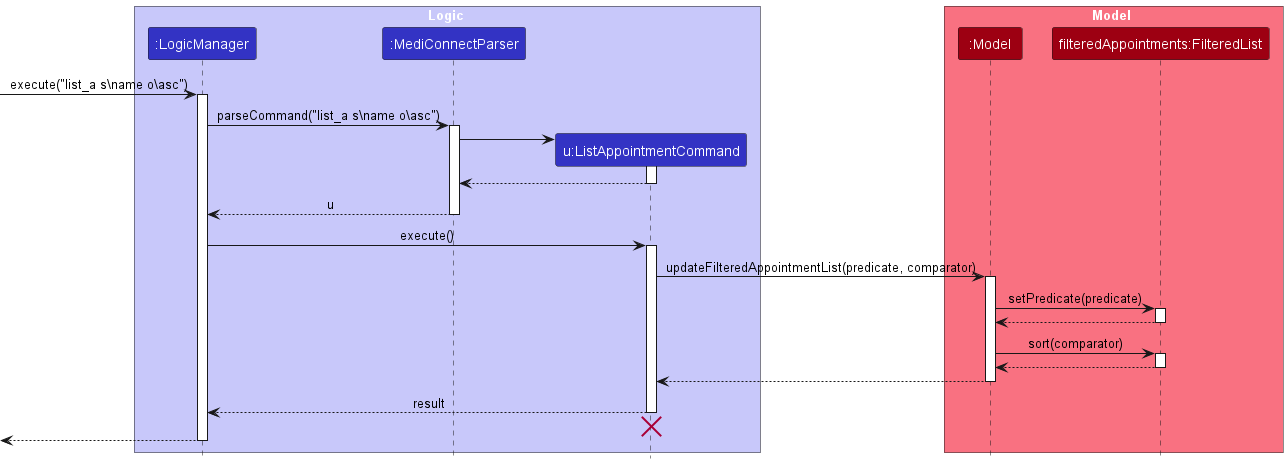 Logic
Model
:LogicManager
:MediConnectParser
:Model
filteredAppointments:FilteredList
execute("list_a s\name o\asc")
parseCommand("list_a s\name o\asc")
u:ListAppointmentCommand
u
execute()
updateFilteredAppointmentList(predicate, comparator)
setPredicate(predicate)
sort(comparator)
result